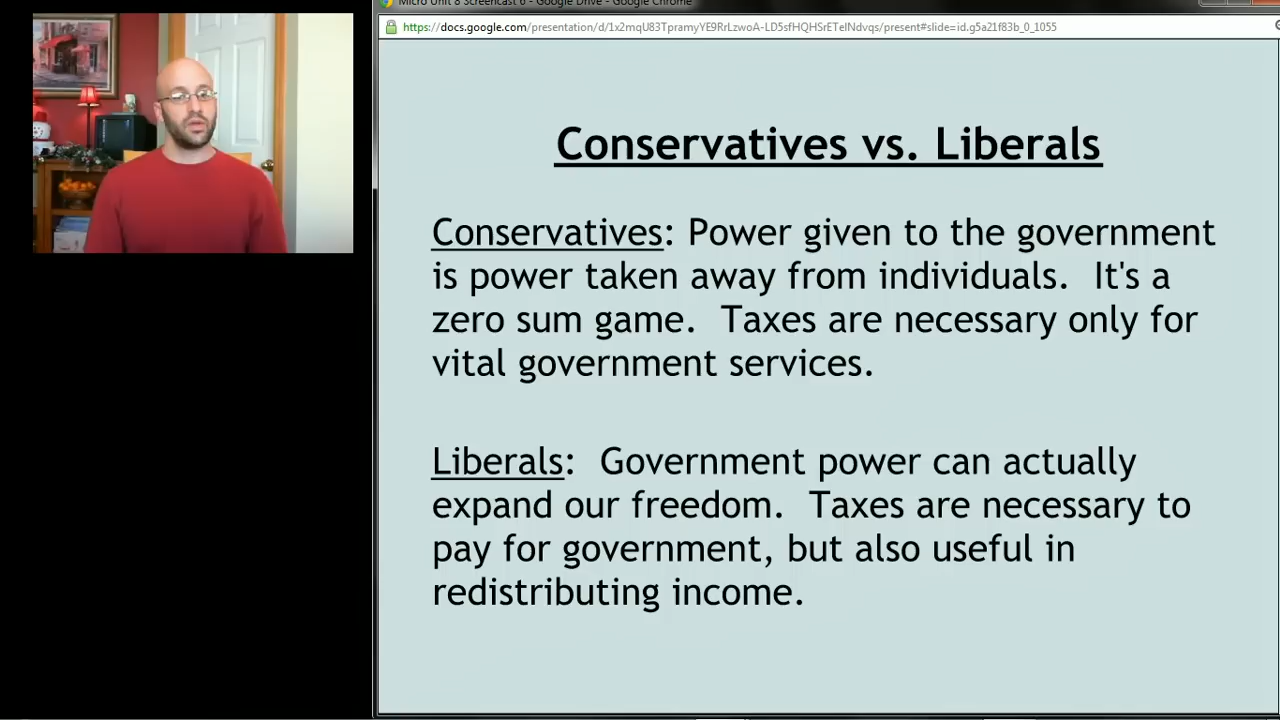 Micro Unit 8 Screencast 6 - Google Drive - Google Chrome
https://docs.google.com/presentation/d/1x2mqU83TpramyYE9RrLzwoA-LD5sfHQHSrETelNdvqs/present#slide=id.g5a21f83b_0_1055
Conservatives vs. Liberals
Conservatives: Power given to the government
is power taken away from individuals. It's a
zero sum game. Taxes are necessary only for
vital government services.
Liberals: Government power can actually
expand our freedom. Taxes are necessary to
pay for government, but also useful in
redistributing income.